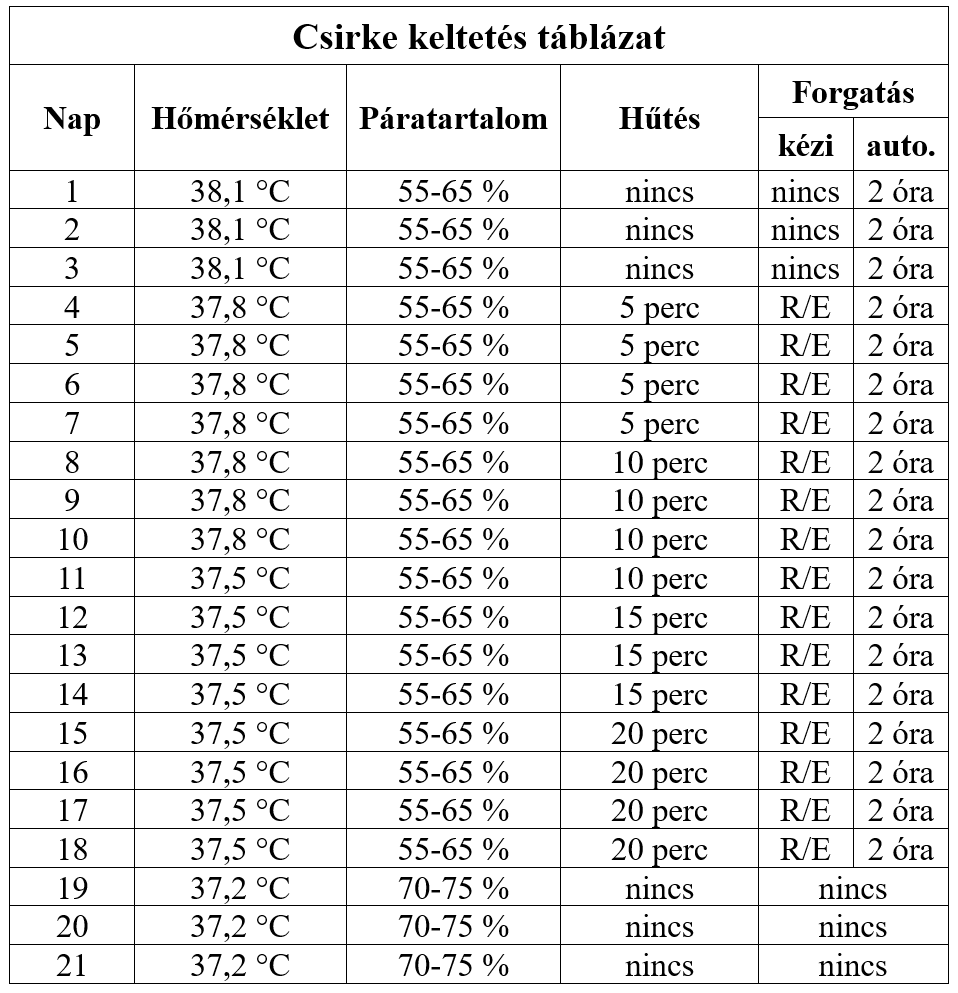 Csirke keltetés táblázat
Nap Hőmérséklet Páratartalom Hűtés Forgatás
kézi auto.
1 38,1 °C 55-65 % nincs nincs 2 óra
2 38,1 °C 55-65 % nincs nincs 2 óra
3 38,1 °C 55-65 % nincs nincs 2 óra
4 37,8 °C 55-65 % 5 perc R/E 2 óra
5 37,8 °C 55-65 % 5 perc R/E 2 óra
6 37,8 °C 55-65 % 5 perc R/E 2 óra
7 37,8 °C 55-65 % 5 perc R/E 2 óra
8 37,8 °C 55-65 % 10 perc R/E 2 óra
9 37,8 °C 55-65 % 10 perc R/E 2 óra
10 37,8 °C 55-65 % 10 perc R/E 2 óra
11 37,5 °C 55-65 % 10 perc R/E 2 óra
12 37,5 °C 55-65 % 15 perc R/E 2 óra
13 37,5 °C 55-65 % 15 perc R/E 2 óra
14 37,5 °C 55-65 % 15 perc R/E 2 óra
15 37,5 °C 55-65 % 20 perc R/E 2 óra
16 37,5 °C 55-65 % 20 perc R/E 2 óra
17 37,5 °C 55-65 % 20 perc R/E 2 óra
18 37,5 °C 55-65 % 20 perc R/E 2 óra
19 37,2 °C 70-75 % nincs nincs
20 37,2 °C 70-75 % nincs nincs
21 37,2 °C 70-75 % nincs nincs